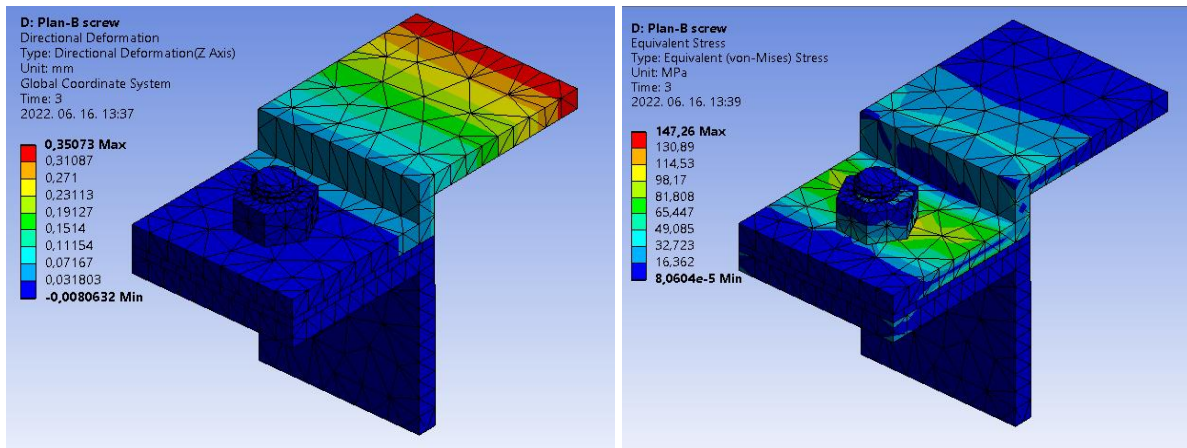 D: Plan-B screw
Directional Deformation
Type: Directional Deformation(Z Axis)
Unit: mm
Global Coordinate System
Time: 3
2022. 06. 16. 13:37
0,35073 Max
0,31087
0,271
0,23113
0,19127
0,1514
0,11154
0,07167
0,031803
-0,0080632 Min
D: Plan-B screw
Equivalent Stress
Type: Equivalent (von-Mises) Stress
Unit: MPa
Time: 3
2022. 06. 16. 13:39
147,26 Max
130,89
114,53
98,17
81,808
65,447
49,085
32,723
16,362
8,0604e-5 Min